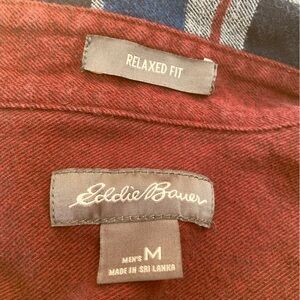 RELAXED FIT
Eddie Bauer
MEN'S M
MADE IN SRI LANKA